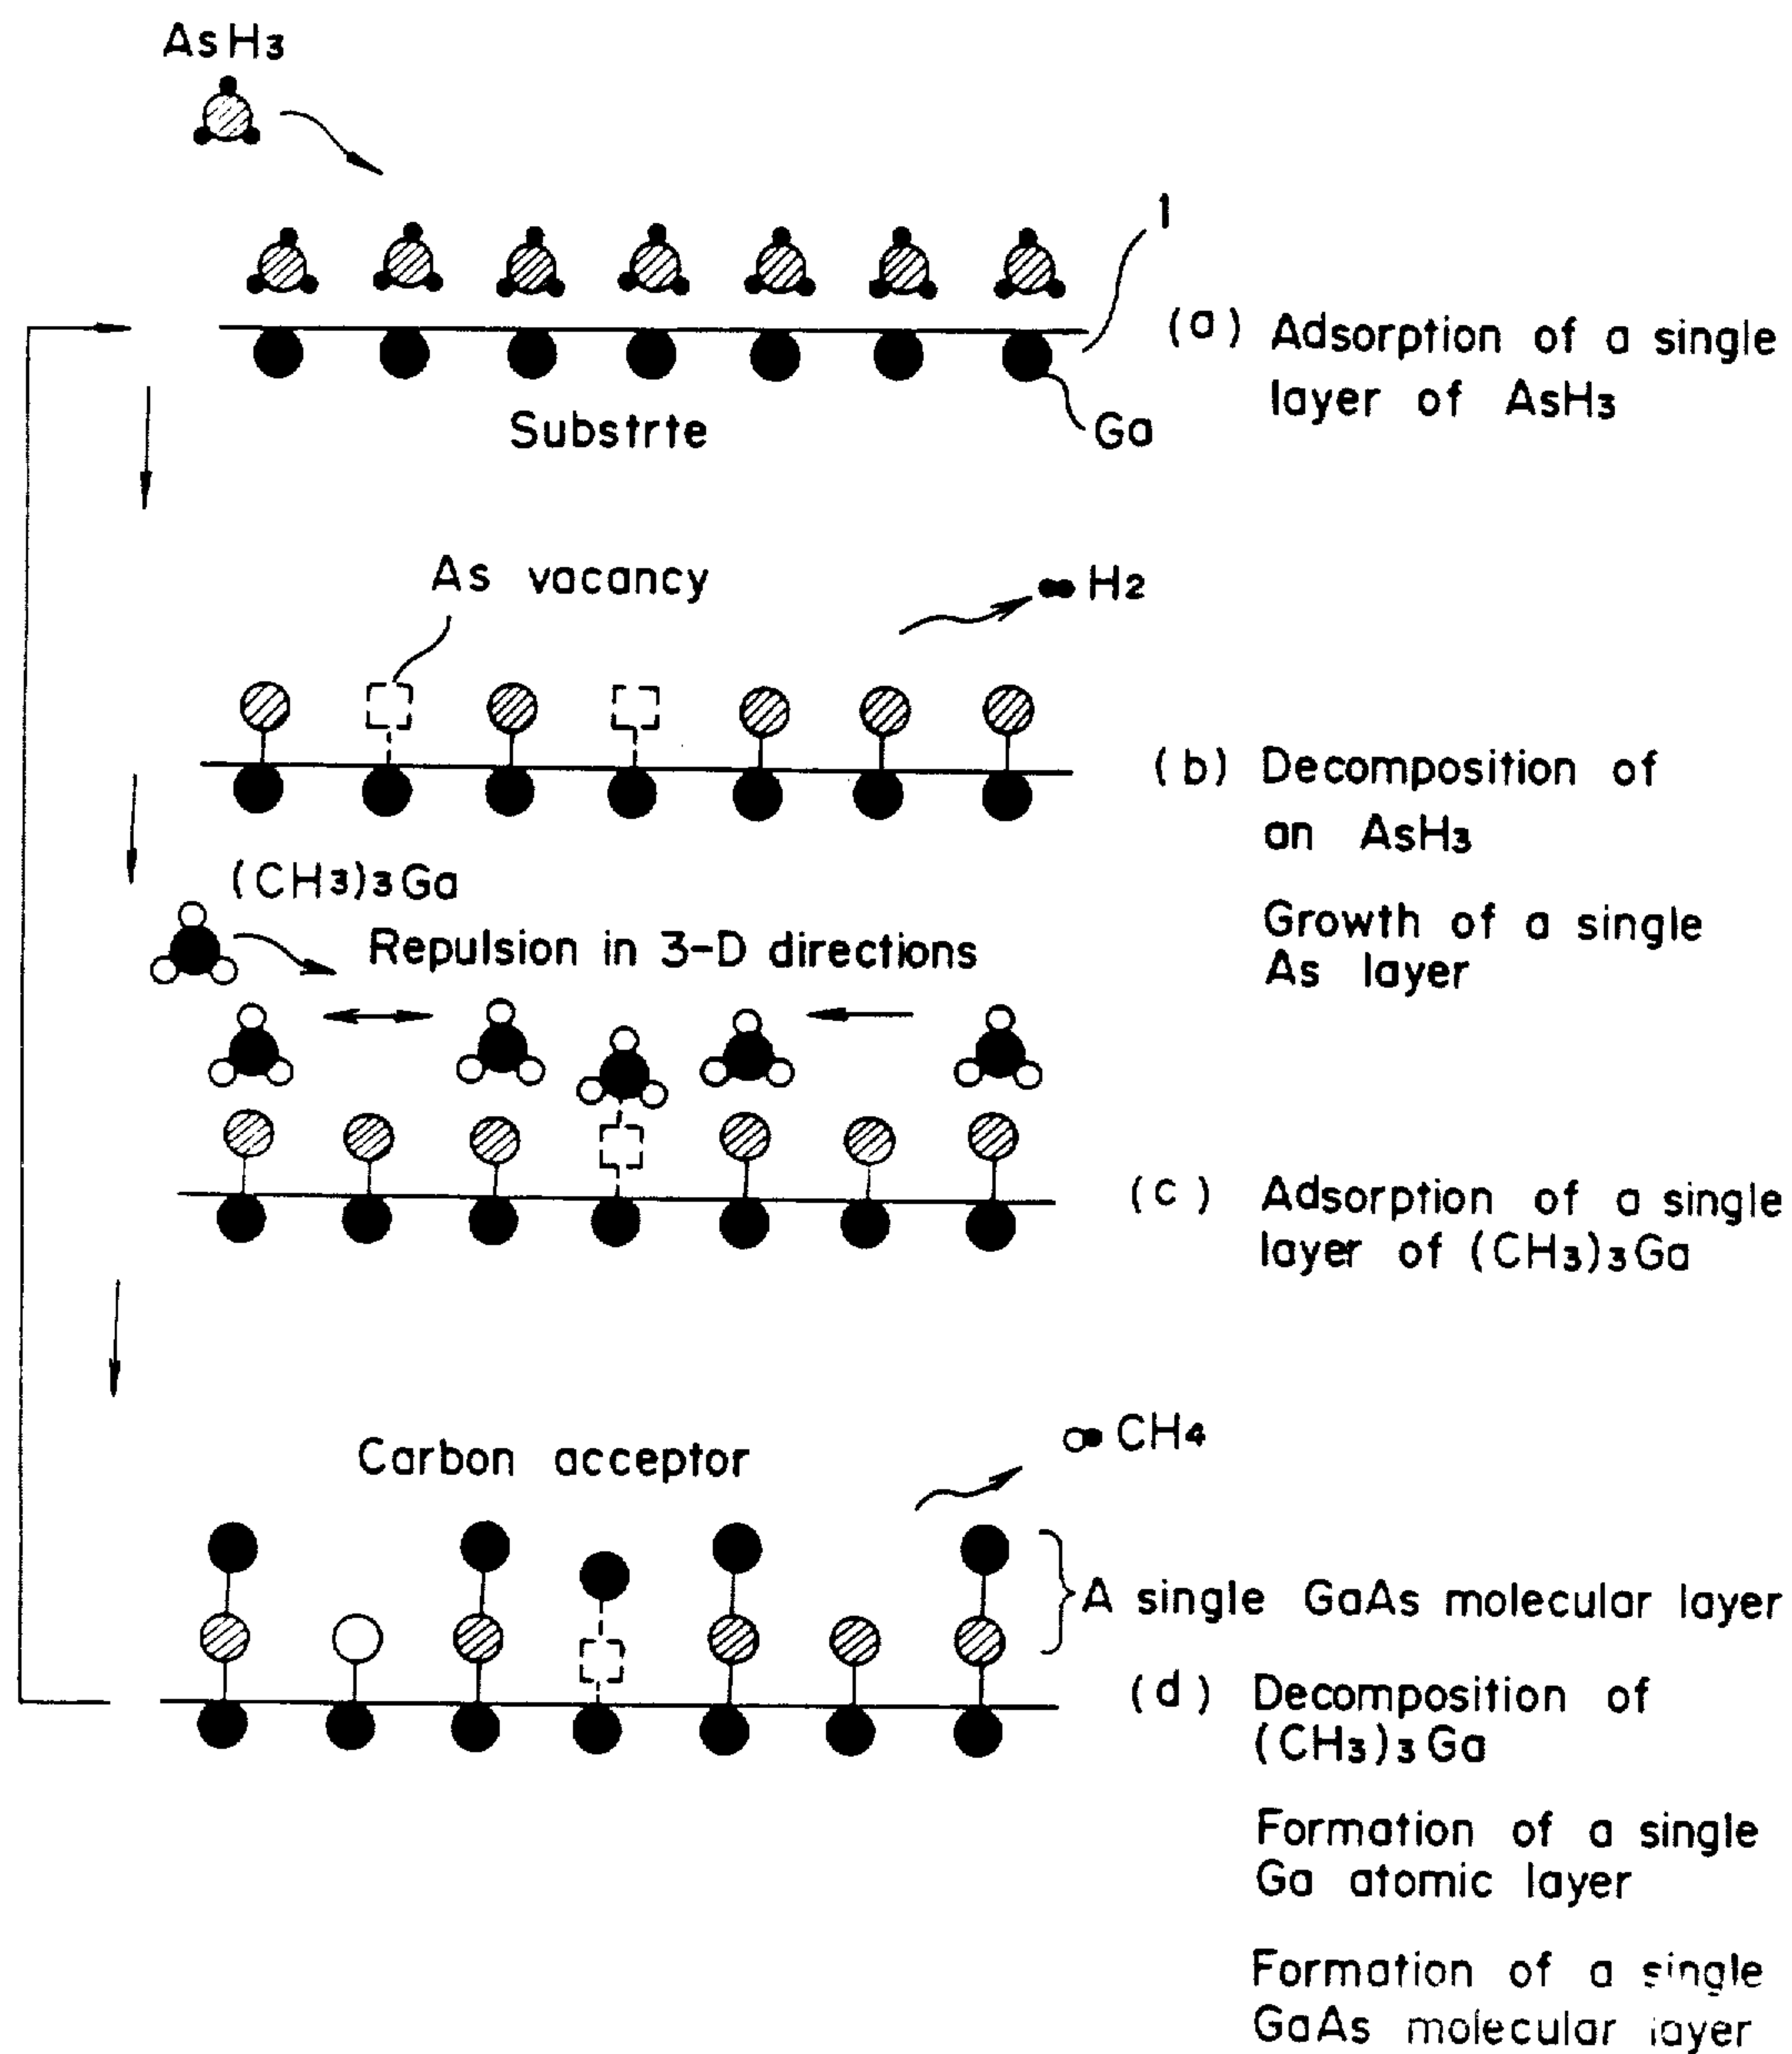 AsH3
1
(a) Adsorption of a single
layer of AsH3
Ga
Substrte
As vacancy
H2
(b) Decomposition of
an AsH3
Growth of a single
As layer
(CH3)3Ga
Repulsion in 3-D directions
(c) Adsorption of a single
layer of (CH3)3Ga
CH4
Carbon acceptor
A single GaAs molecular layer
(d) Decomposition of
(CH3)3Ga
Formation of a single
Ga atomic layer
Formation of a single
GaAs molecular layer